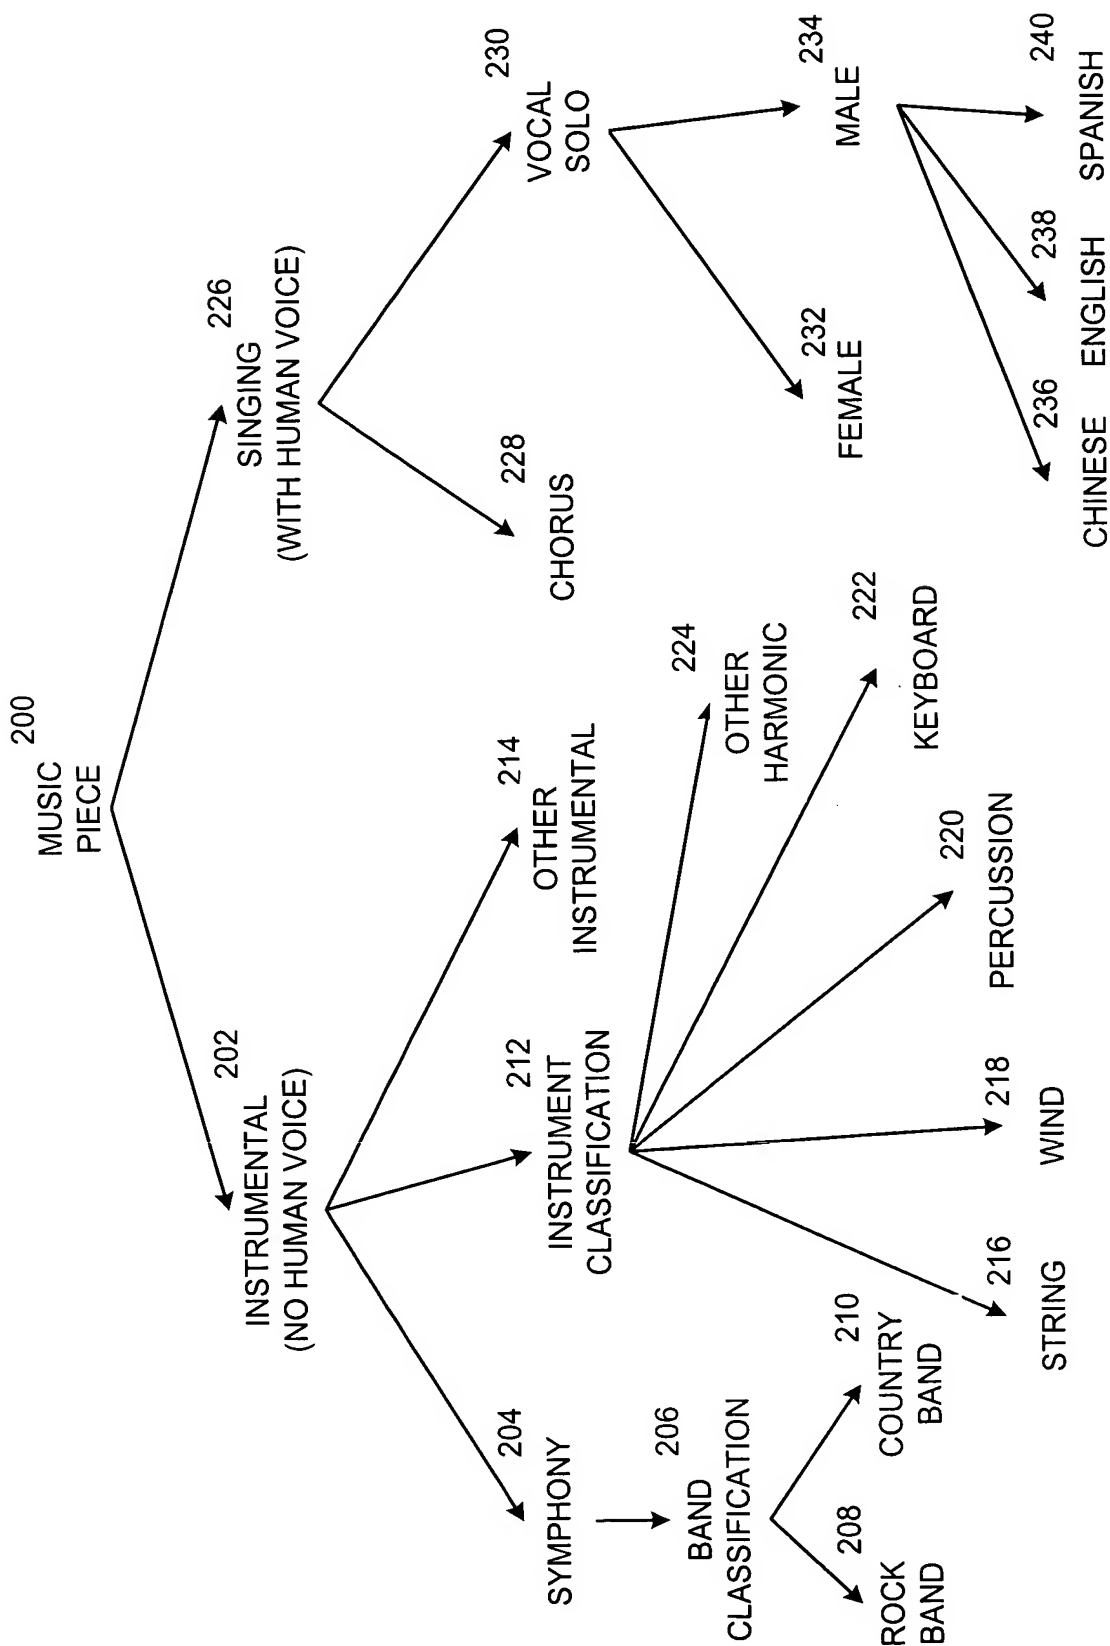 200
MUSIC
PIECE
202
INSTRUMENTAL
(NO HUMAN VOICE)
226
SINGING
(WITH HUMAN VOICE)
204
SYMPHONY
212
INSTRUMENT
CLASSIFICATION
214
OTHER
INSTRUMENTAL
228
CHORUS
230
VOCAL
SOLO
206
BAND
CLASSIFICATION
224
OTHER
HARMONIC
232
FEMALE
234
MALE
208
ROCK
BAND
210
COUNTRY
BAND
222
KEYBOARD
216
STRING
218
WIND
220
PERCUSSION
236
CHINESE
238
ENGLISH
240
SPANISH